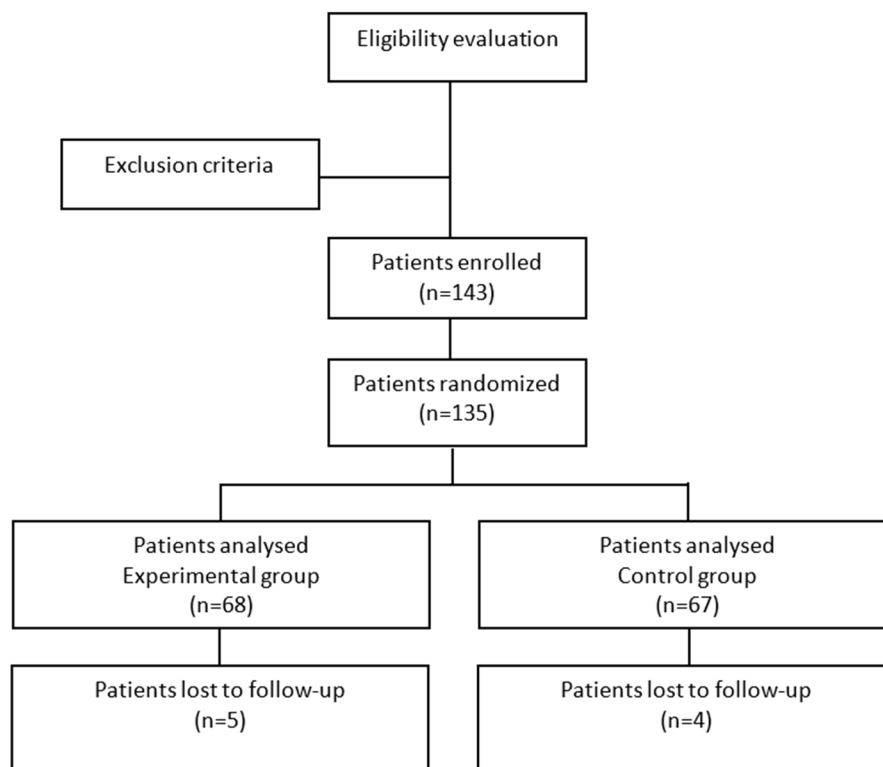 Eligibility evaluation
Exclusion criteria
Patients enrolled
(n=143)
Patients randomized
(n=135)
Patients analysed
Experimental group
(n=68)
Patients analysed
Control group
(n=67)
Patients lost to follow-up
(n=5)
Patients lost to follow-up
(n=4)